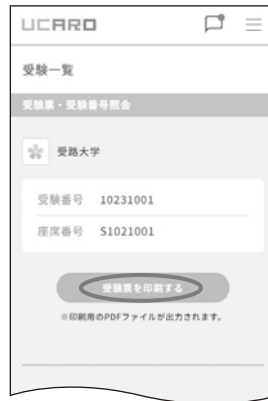 UCARO
受験一覧
受験票・受験番号照会
受路大学
受験番号 10231001
座席番号 S1021001
受験票を印刷する
※印刷用のPDFファイルが出力されます。